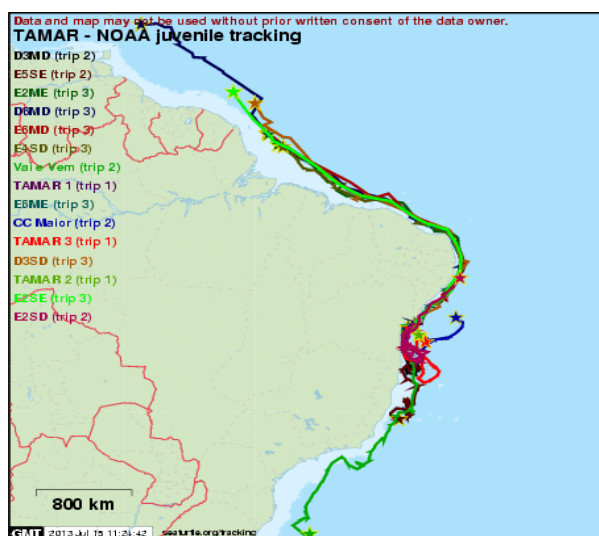 Data and map may not be used without prior written consent of the data owner.
TAMAR - NOAA juvenile tracking
D3MD (trip 2)
E5SE (trip 2)
E2ME (trip 3)
D6MD (trip 3)
E6MD (trip 3)
E4SD (trip 3)
Vai e Vem (trip 2)
TAMAR 1 (trip 1)
E6ME (trip 3)
CC Maior (trip 2)
TAMAR 3 (trip 1)
D3SD (trip 3)
TAMAR 2 (trip 1)
E2SE (trip 3)
E2SD (trip 2)
800 km
GMT 2013 Jul 15 11:24:42 seaturtle.org/tracking